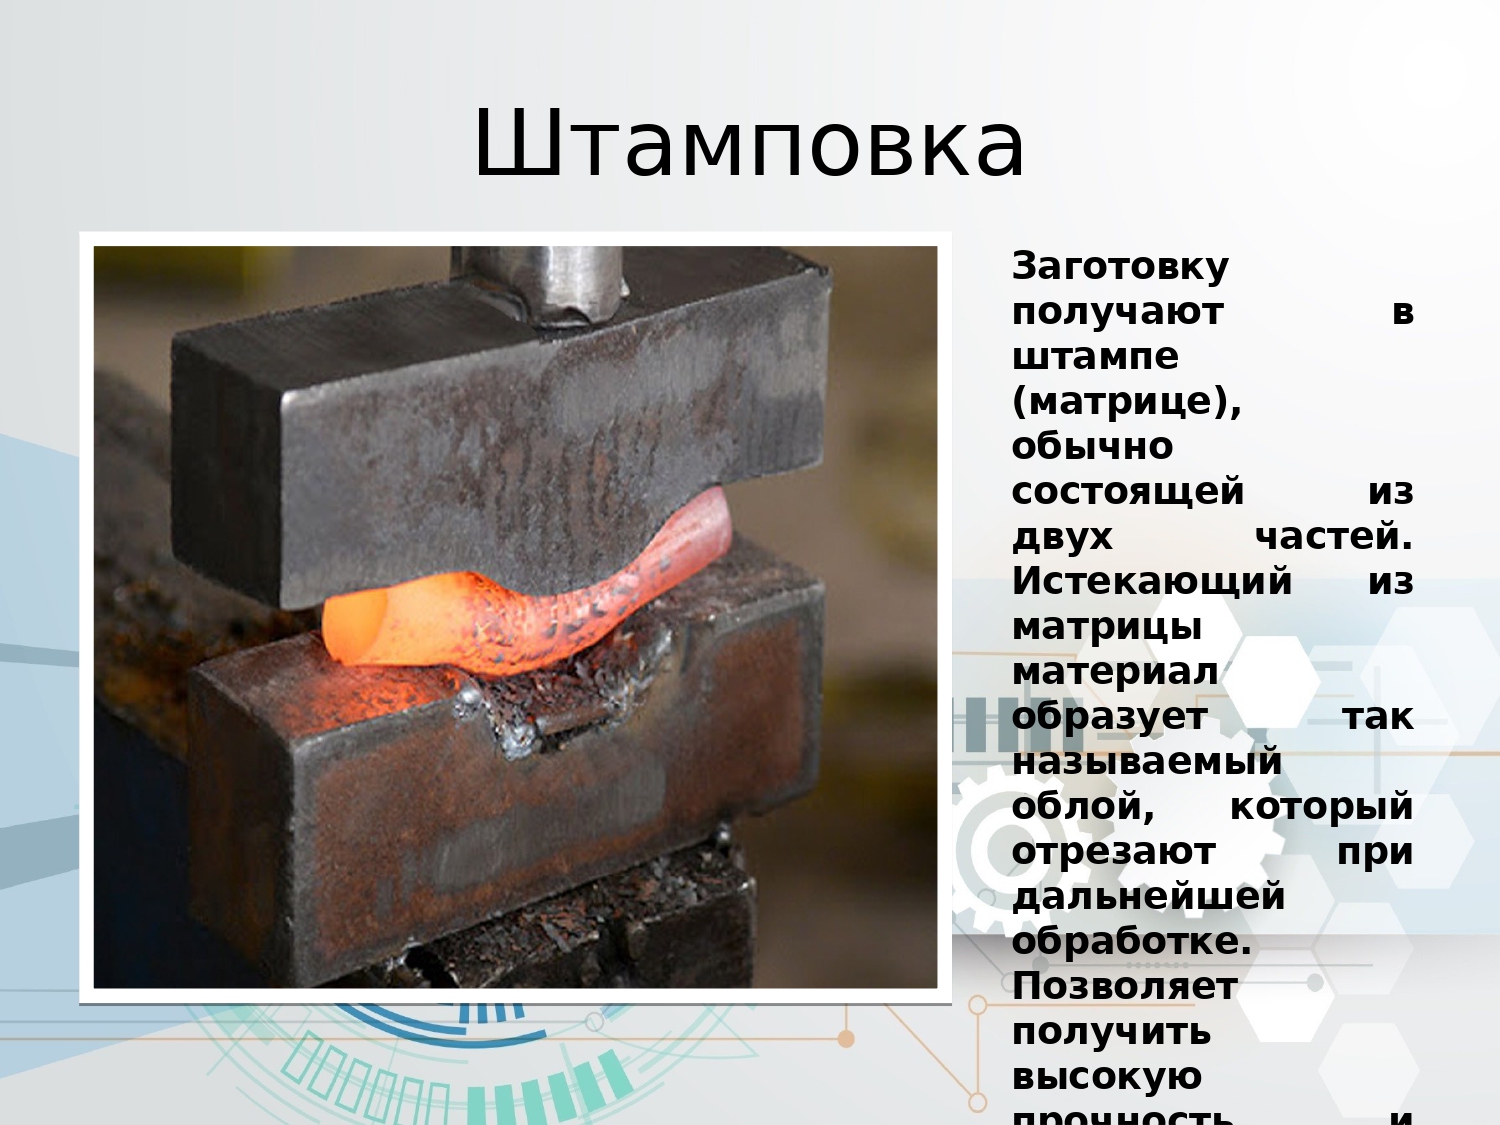 Штамповка
Заготовку
получают в
штампе
(матрице),
обычно
состоящей из
двух частей.
Истекающий из
матрицы
материал
образует так
называемый
облой, который
отрезают при
дальнейшей
обработке.
Позволяет
получить
высокую
прочность и